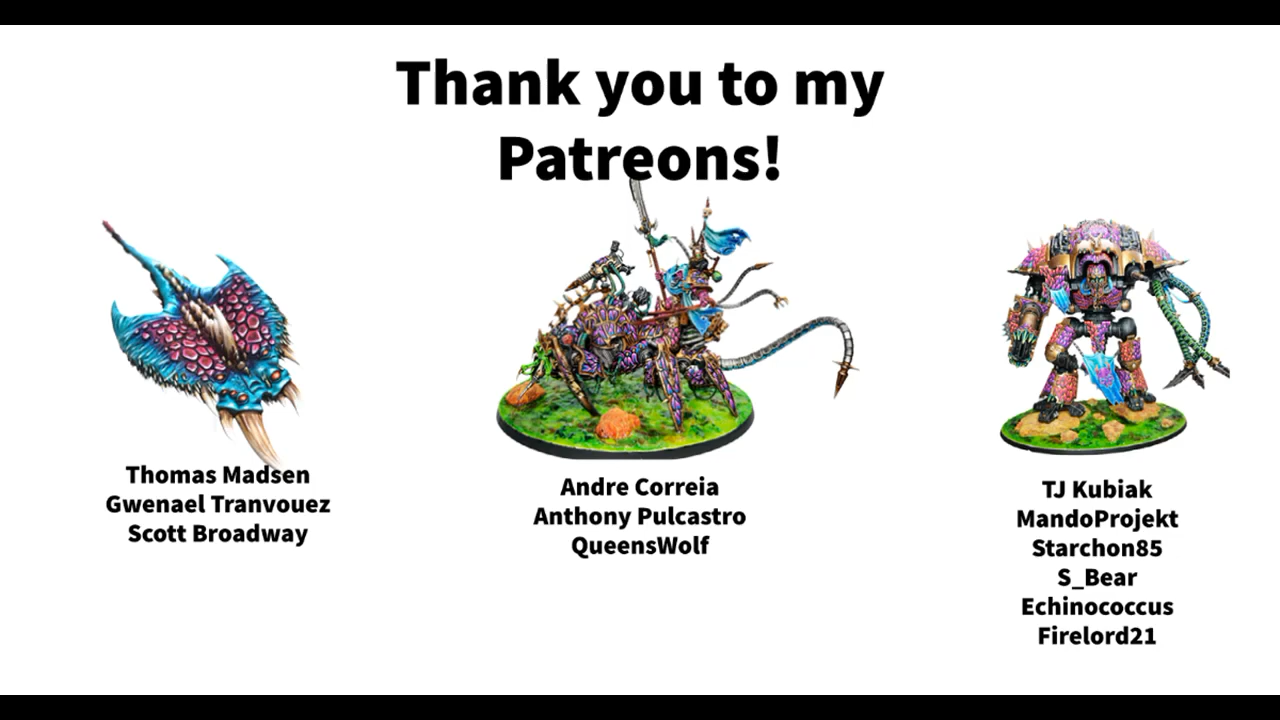 Thank you to my
Patreons!
Thomas Madsen
Gwenael Tranvouez
Scott Broadway
Andre Correia
Anthony Pulcastro
QueensWolf
TJ Kubiak
MandoProjekt
Starchon85
S_Bear
Echinococcus
Firelord21